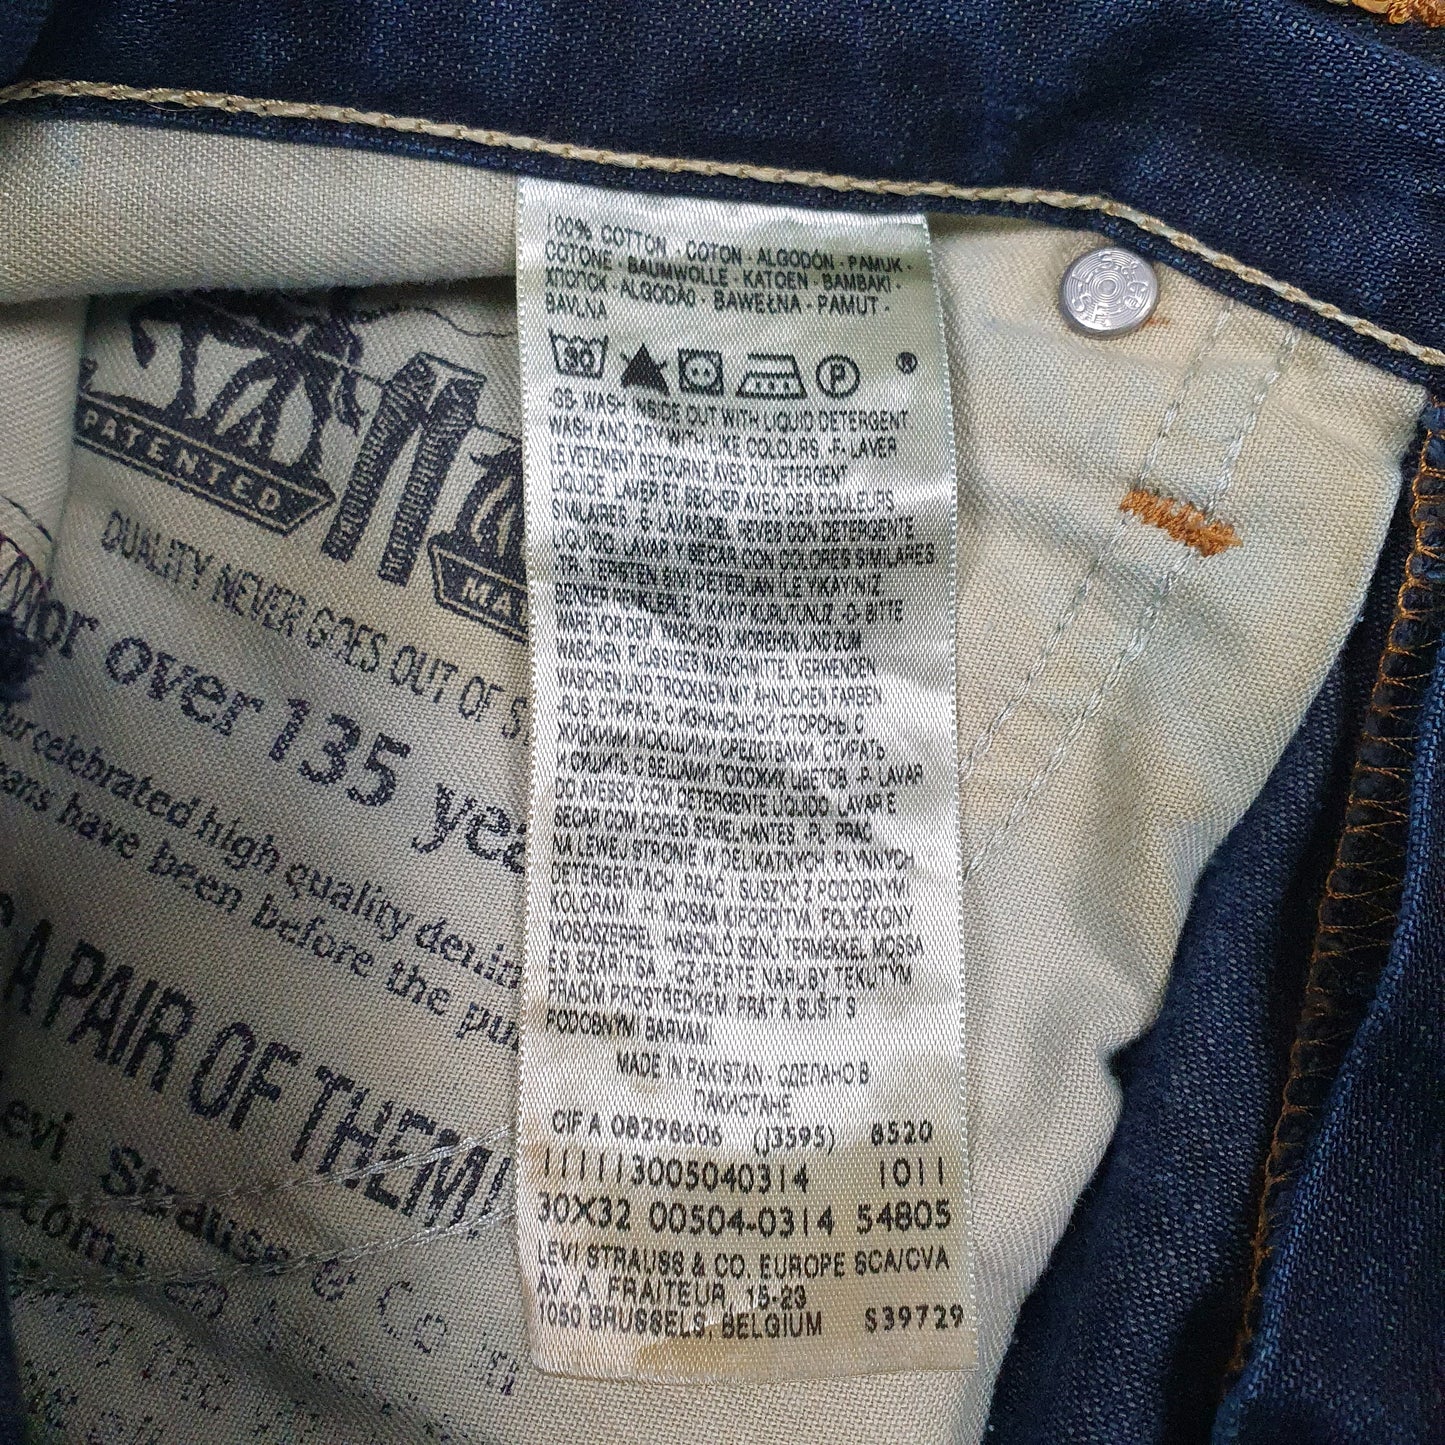 100% COTTON - COTON - ALGODÓN - PAMUK -
COTONE - BAUMWOLLE - KATOEN - BAMBAKI -
ХЛОПОК - ALGODÃO - BAWEŁNA - PAMUT -
BAVLNA
30
P
®
-GB- WASH INSIDE OUT WITH LIQUID DETERGENT
WASH AND DRY WITH LIKE COLOURS -F- LAVER
LE VETEMENT RETOURNE AVEC DU DETERGENT
LIQUIDE, LAVER ET SECHER AVEC DES COULEURS
SIMILAIRES -E- LAVAR DEL REVES CON DETERGENTE
LIQUIDO, LAVAR Y SECAR CON COLORES SIMILARES
-TR- TERSTEN SIVI DETERJAN ILE YKAYINIZ
BENZER RENKLERLE YIKAYIP KURUTUNUZ -D- BITTE
WARE VOR DEM WASCHEN UMDREHEN UND ZUM
WASCHEN FLÜSSIGES WASCHMITTEL VERWENDEN
WASCHEN UND TROCKNEN MIT ÄHNLICHEN FARBEN
-RUS- СТИРАТЬ С ИЗНАНОЧНОЙ СТОРОНЫ С
ЖИДКИМИ МОЮЩИМИ СРЕДСТВАМИ. СТИРАТЬ
И СУШИТЬ С ВЕЩАМИ ПОХОЖИХ ЦВЕТОВ -P- LAVAR
DO AVESSO COM DETERGENTE LÍQUIDO. LAVAR E
SECAR COM CORES SEMELHANTES -PL- PRAĆ
NA LEWEJ STRONIE W DELIKATNYCH, PŁYNNYCH
DETERGENTACH, PRAĆ I SUSZYĆ Z PODOBNYMI
KOLORAMI -H- MOSSA KIFORDÍTVA, FOLYÉKONY
MOSÓSZERREL, HASONLÓ SZÍNŰ TERMÉKKEL MOSSA
ÉS SZÁRÍTSA -CZ- PERTE NARUBY TEKUTÝM
PRACÍM PROSTŘEDKEM, PRÁT A SUŠIT S
PODOBNÝMI BARVAMI.
MADE IN PAKISTAN - СДЕЛАНО В
ПАКИСТАНЕ
CIF A 08298606 (J3595) 8520
1111113005040314 1011
30X32 00504-0314 54805
LEVI STRAUSS & CO. EUROPE SCA/CVA
AV. A. FRAITEUR, 15-23
1050 BRUSSELS, BELGIUM S39729
PATENTED
MA
QUALITY NEVER GOES OUT OF S
for over 135 yea
celebrated high quality denim
eans have been before the pu
A PAIR OF THEM!
Levi Strauss & Co